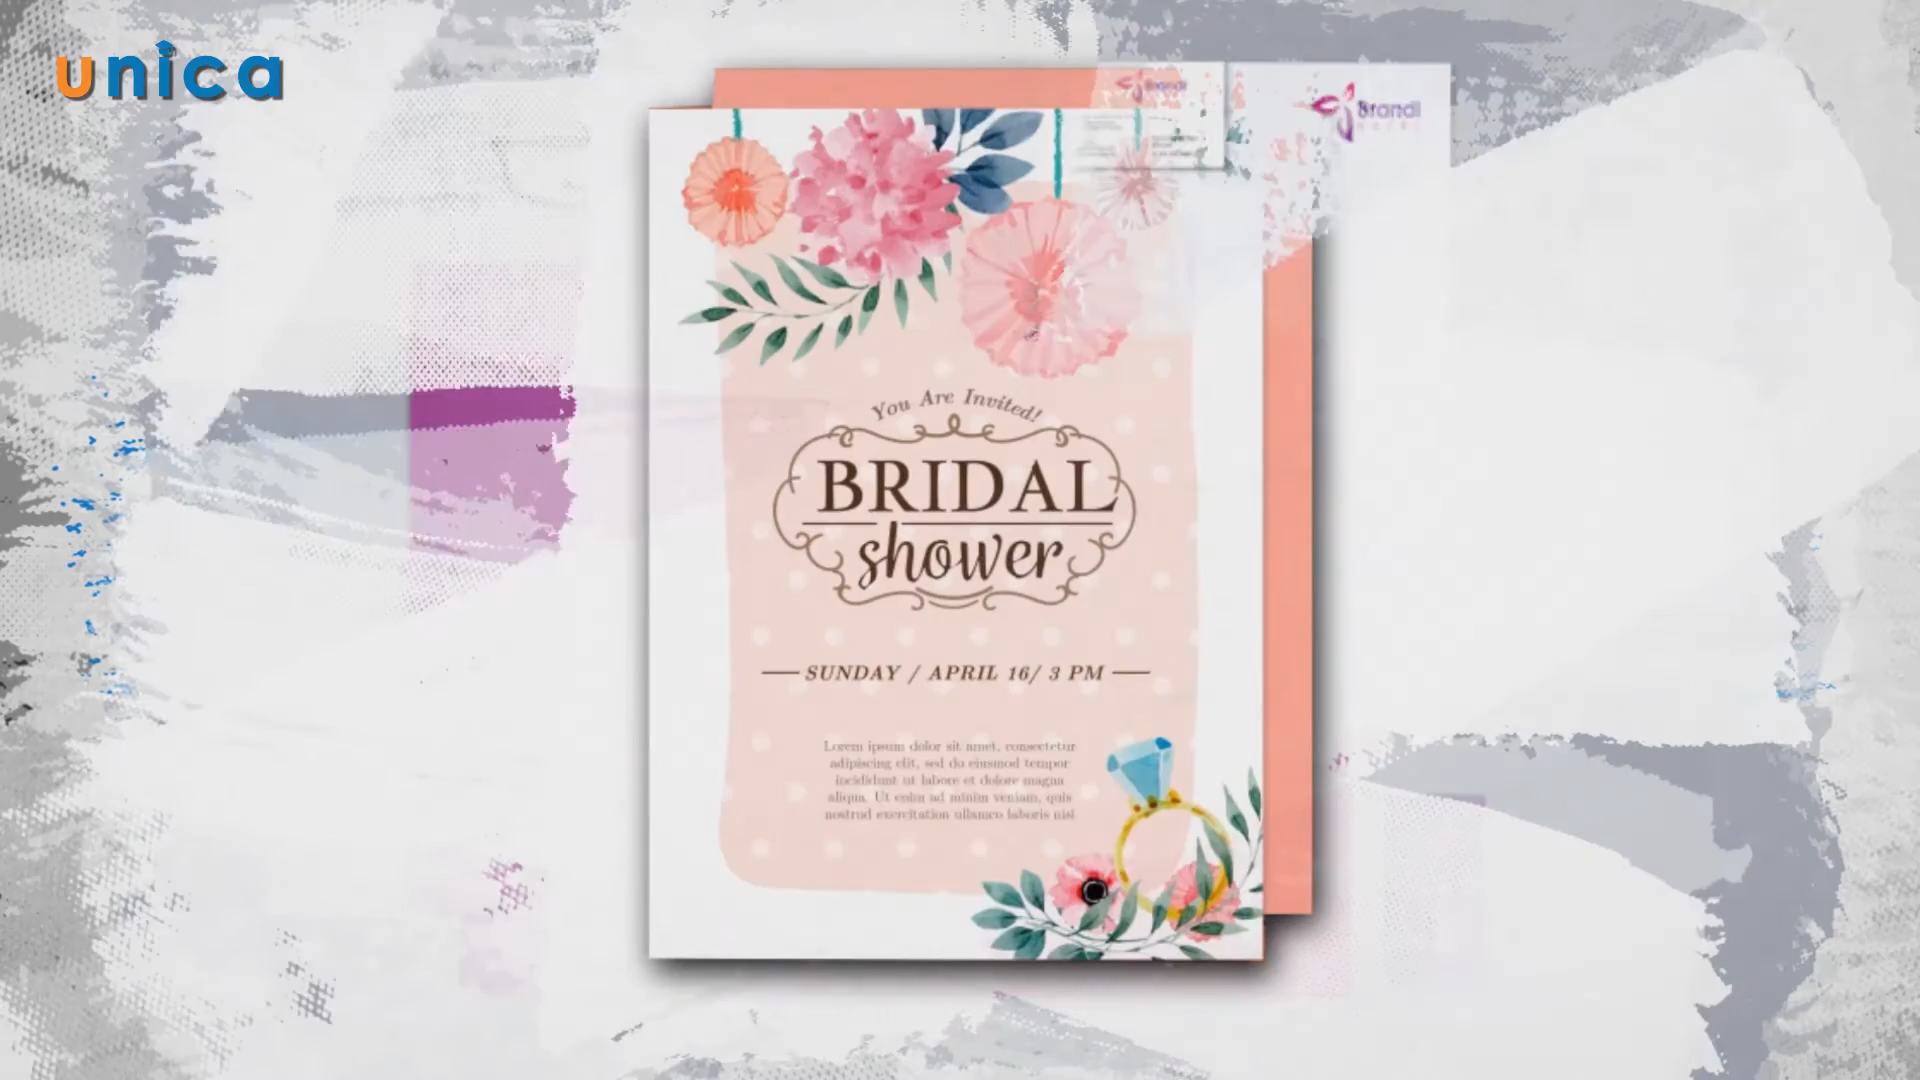 unica
Brandi
Brandi
You Are Invited!
BRIDAL
shower
SUNDAY / APRIL 16/ 3 PM
Lorem ipsum dolor sit amet, consectetur
adipiscing elit, sed do eiusmod tempor
incididunt ut labore et dolore magna
aliqua. Ut enim ad minim veniam, quis
nostrud exercitation ullamco laboris nisi